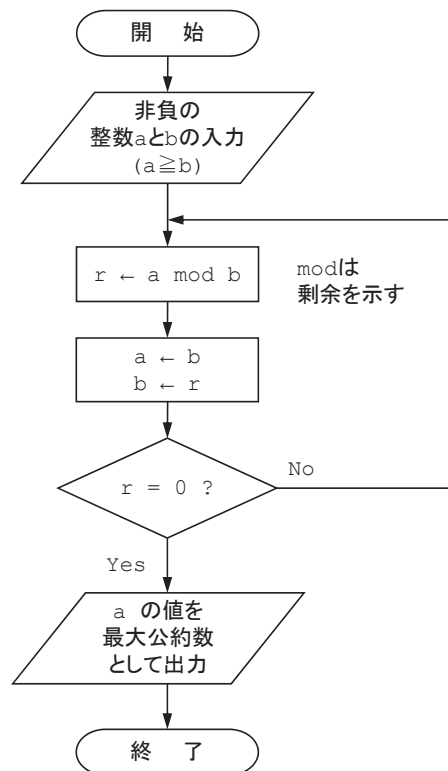 開 始
非負の
整数aとbの入力
(a≧b)
r ← a mod b
modは
剰余を示す
a ← b
b ← r
r = 0 ?
No
Yes
a の値を
最大公約数
として出力
終 了